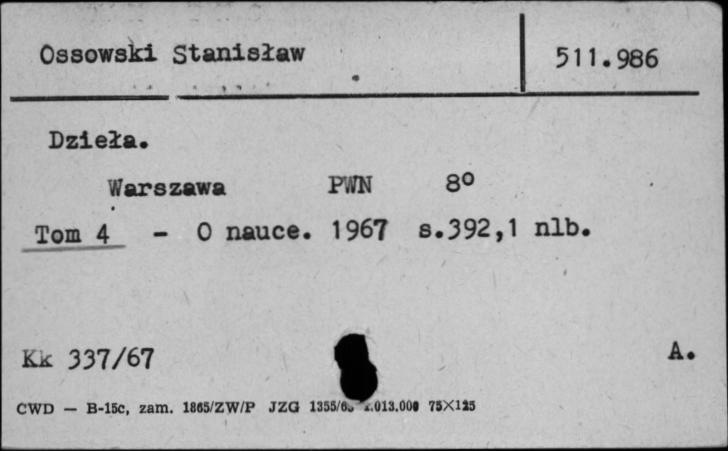 Ossowski Stanisław 511.986
Dzieła.
Warszawa PWN 8º
Tom 4 - O nauce. 1967 s.392,1 nlb.
Kk 337/67 A.
CWD — B-15c, zam. 1865/ZW/P JZG 75×125